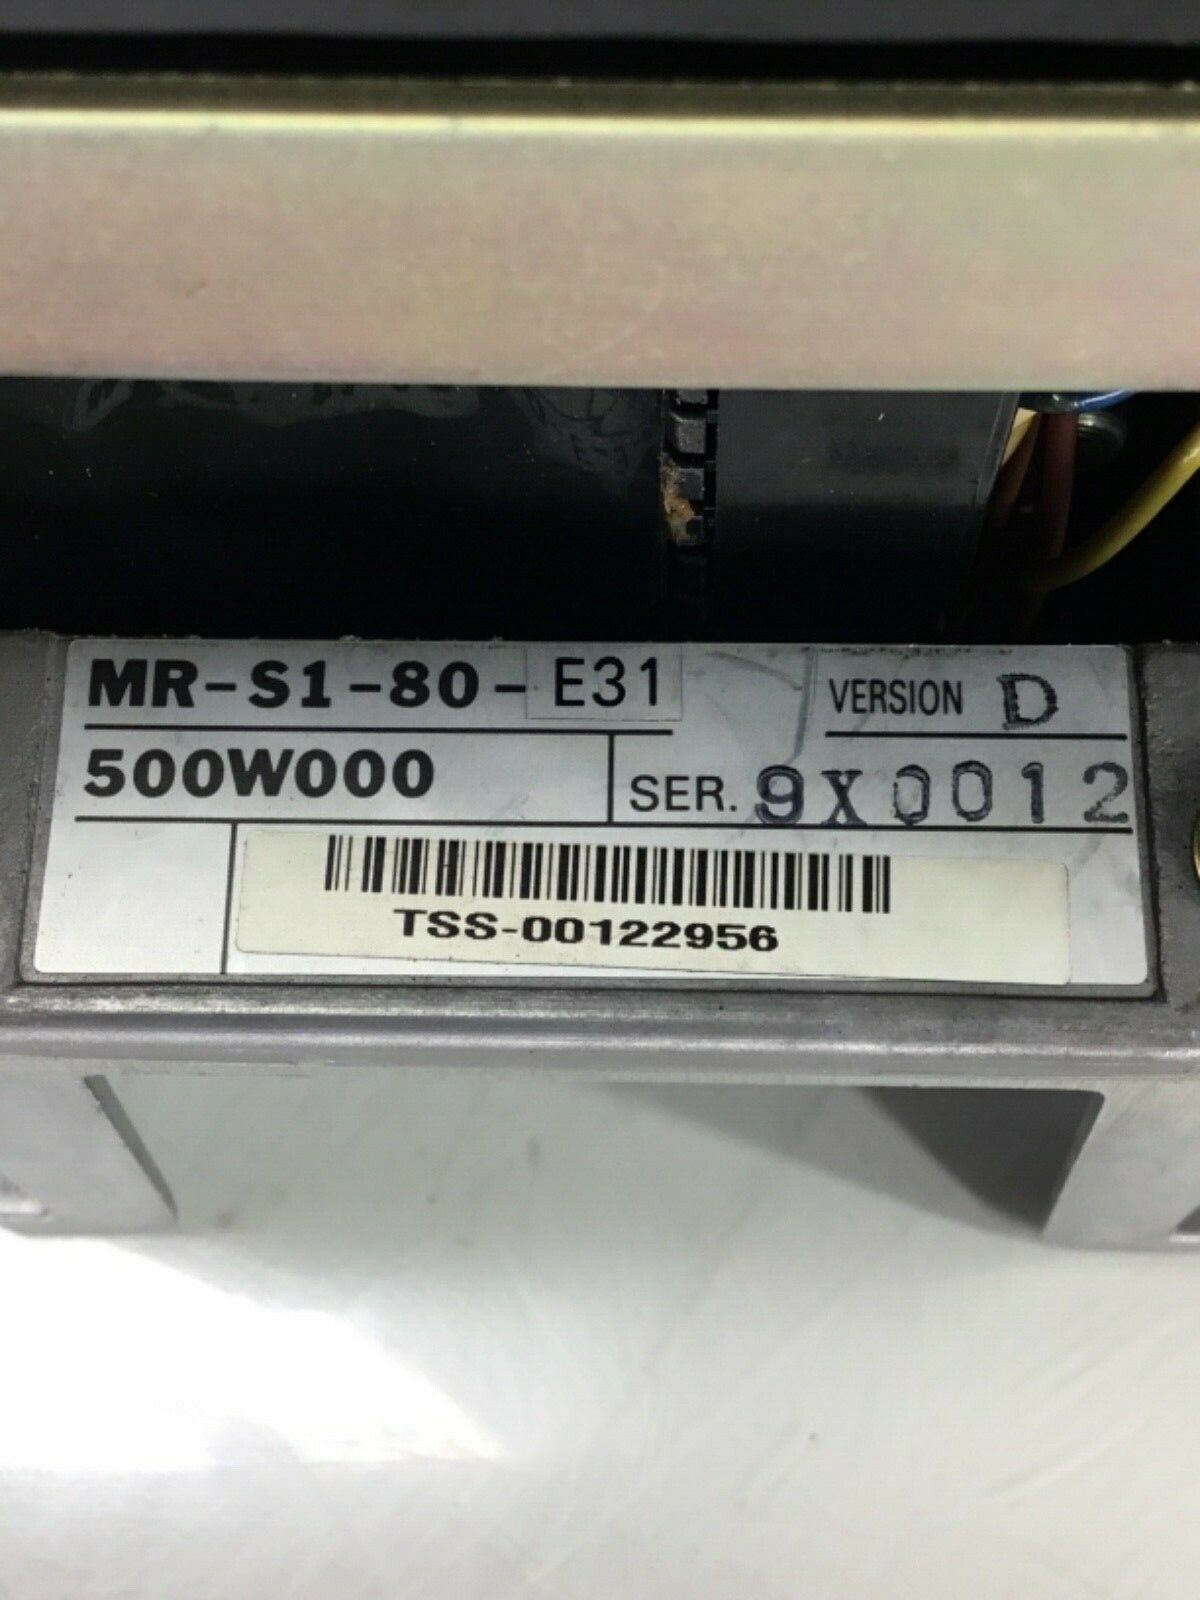 MR-S1-80-E31
VERSION D
500W000
SER. 9X0012
TSS-00122956